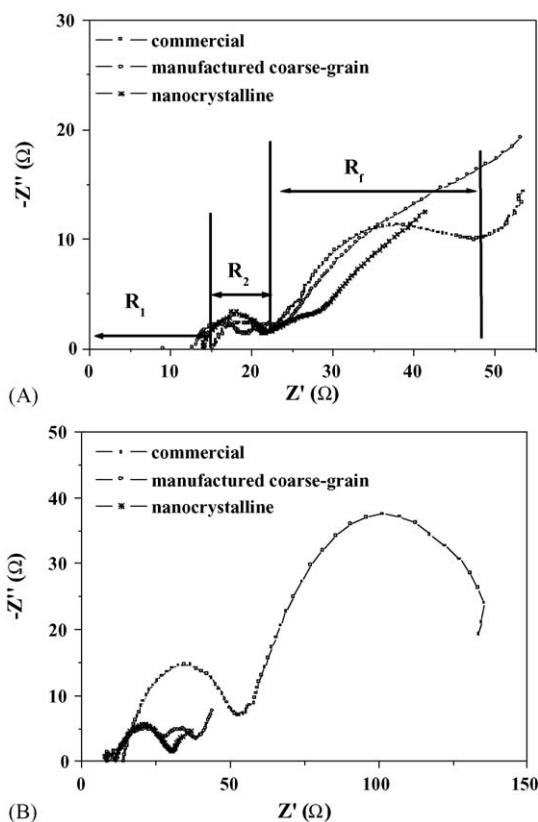 30
commercial
manufactured coarse-grain
nanocrystalline
20
-Z'' (Ω)
Rf
10
R2
R1
0
0 10 20 30 40 50
(A)
Z' (Ω)
50
commercial
manufactured coarse-grain
nanocrystalline
40
30
-Z'' (Ω)
20
10
0
0 50 100 150
(B)
Z' (Ω)